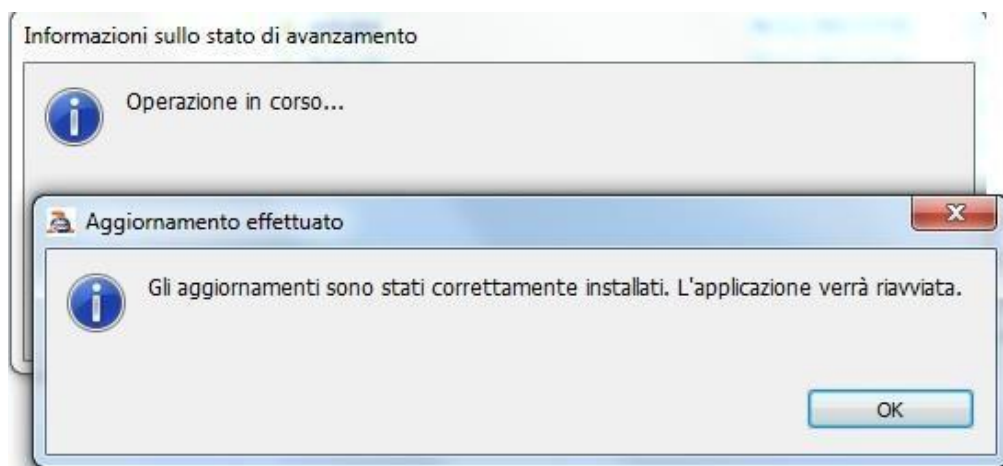 Informazioni sullo stato di avanzamento
Operazione in corso...
Aggiornamento effettuato
Gli aggiornamenti sono stati correttamente installati. L'applicazione verrà riavviata.
OK